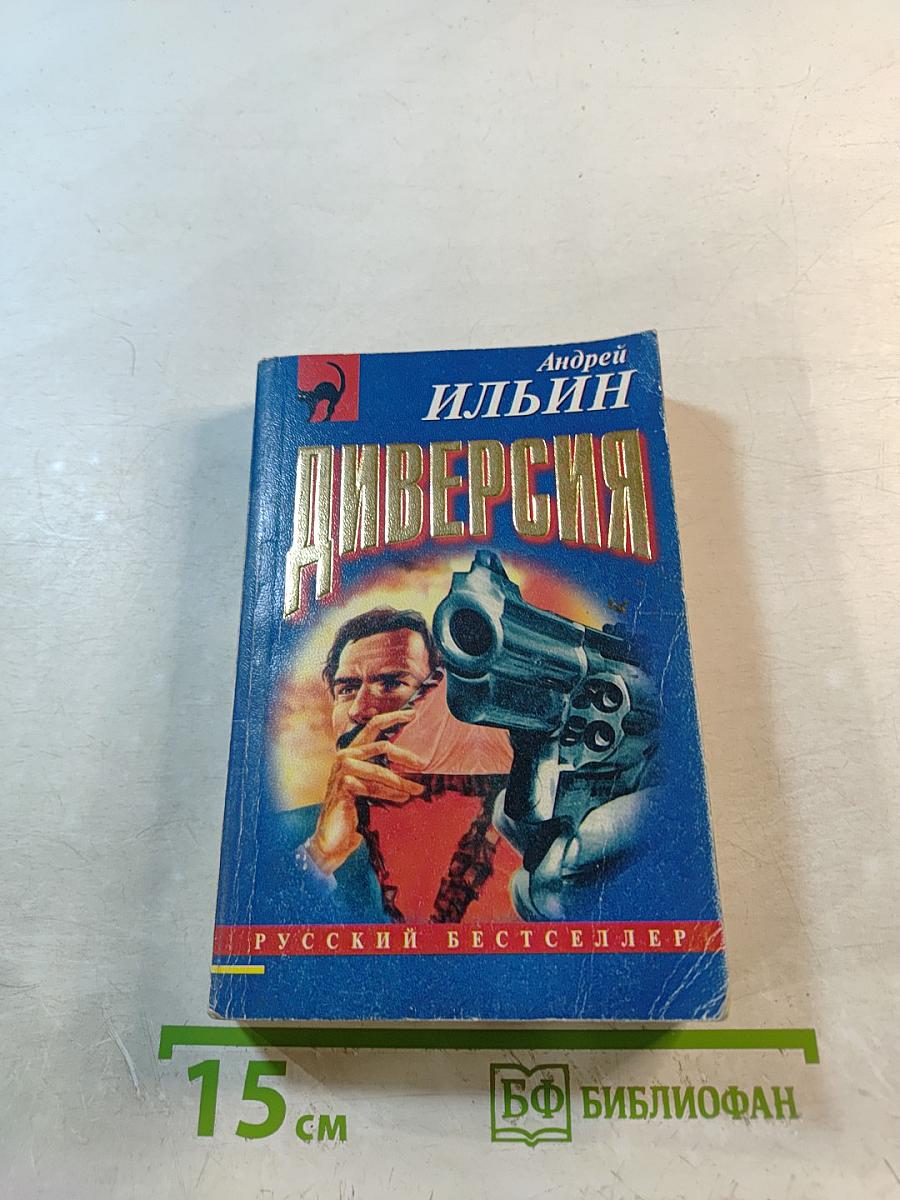 Андрей
ИЛЬИН
ДИВЕРСИЯ
РУССКИЙ БЕСТСЕЛЛЕР
15 см
БФ БИБЛИОФАН